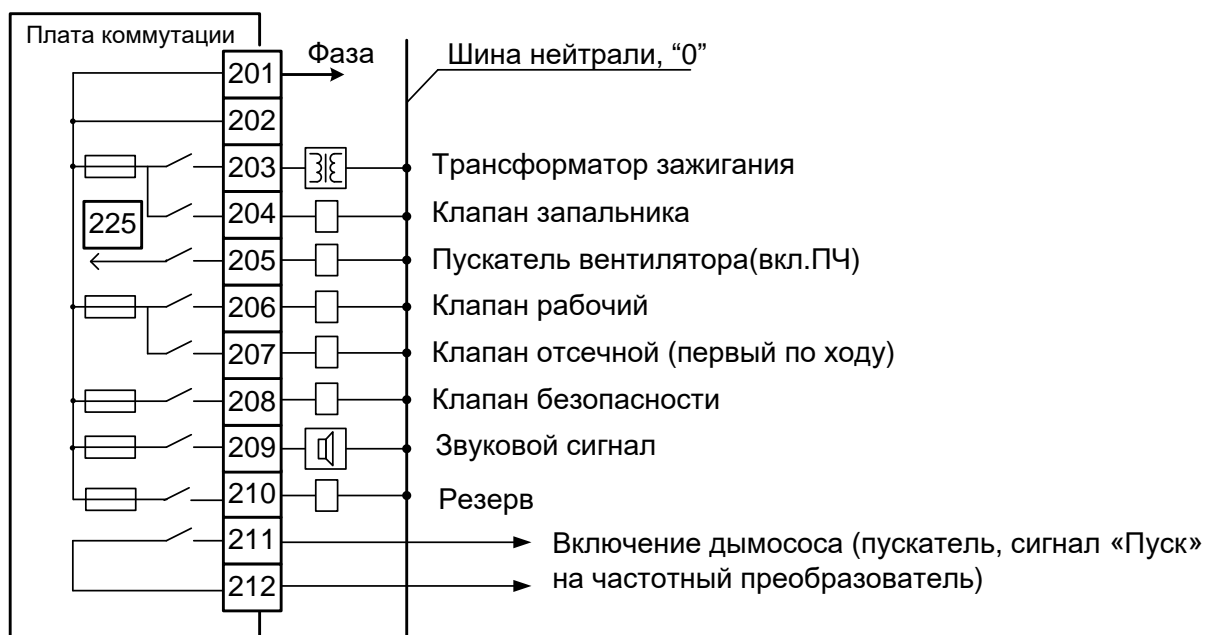 Плата коммутации
Фаза
Шина нейтрали, “0”
201
202
203
Трансформатор зажигания
204
Клапан запальника
225
205
Пускатель вентилятора(вкл.ПЧ)
206
Клапан рабочий
207
Клапан отсечной (первый по ходу)
208
Клапан безопасности
209
Звуковой сигнал
210
Резерв
211
Включение дымососа (пускатель, сигнал «Пуск»
212
на частотный преобразователь)